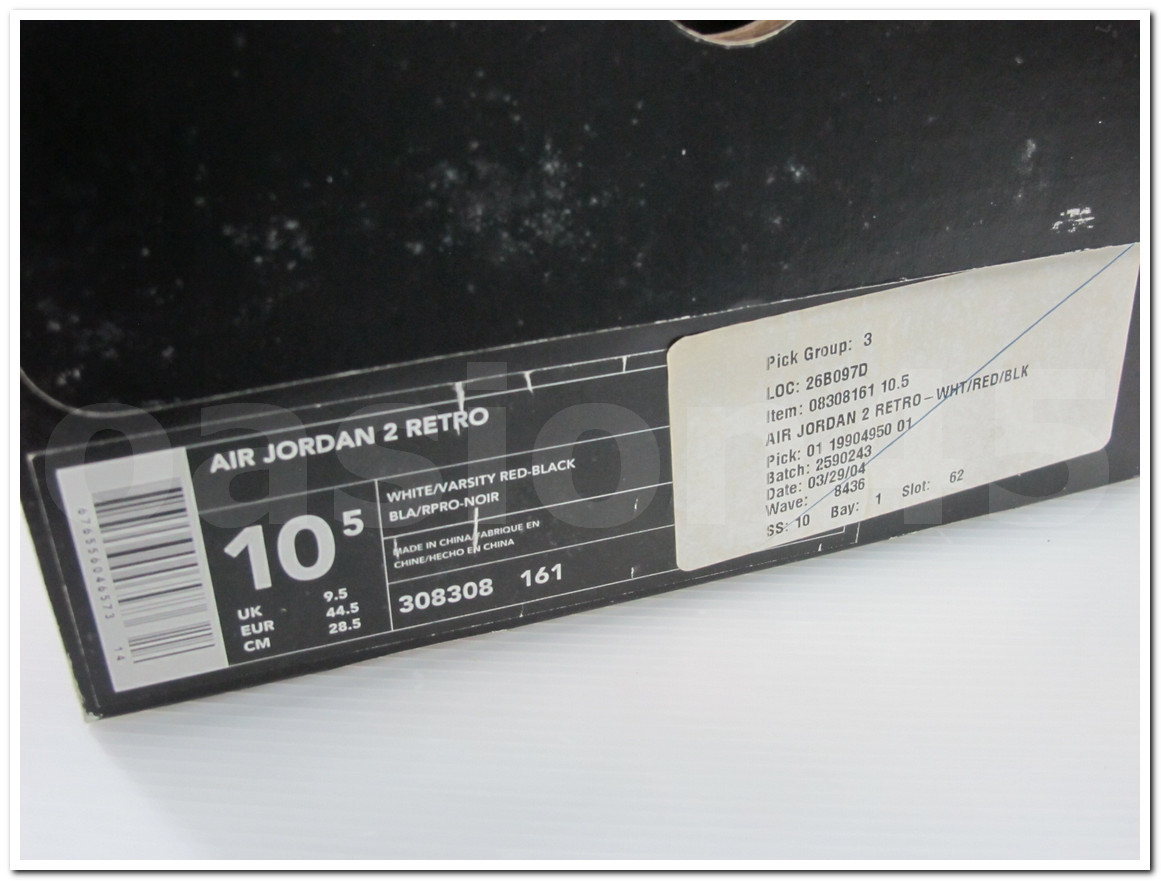 AIR JORDAN 2 RETRO
10 5
UK 9.5
EUR 44.5
CM 28.5
WHITE/VARSITY RED-BLACK
BLA/RPRO-NOIR
MADE IN CHINA/FABRIQUE EN
CHINE/HECHO EN CHINA
308308 161
14
Pick Group: 3
LOC: 26B097D
Item: 08308161 10.5
AIR JORDAN 2 RETRO-WHT/RED/BLK
Pick: 01 19904950 01
Batch: 2590243
Date: 03/29/04
Wave: 8436
SS: 10 Bay: 1 Slot: 62